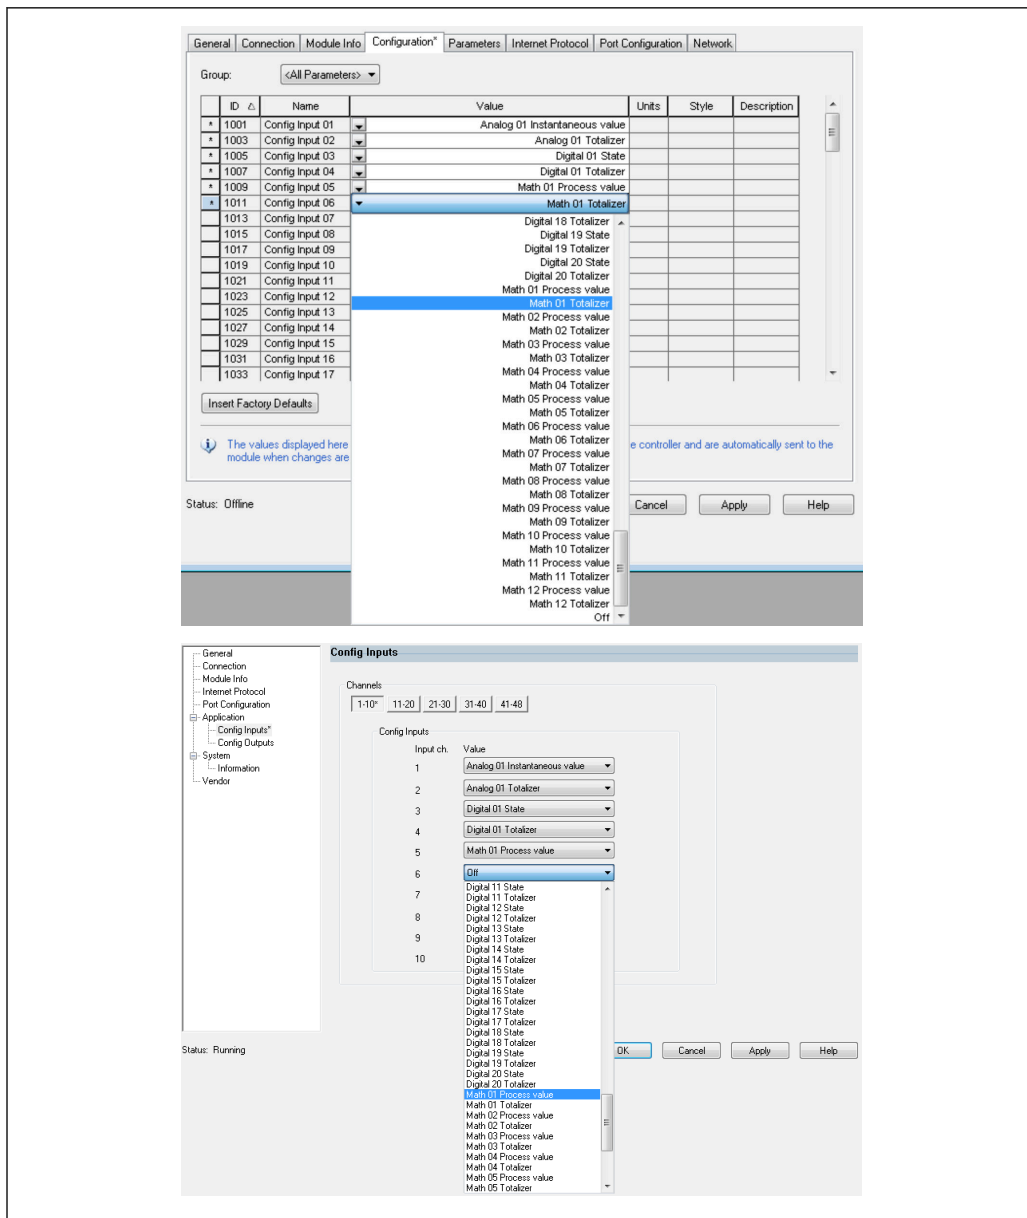 General Connection Module Info Configuration* Parameters Internet Protocol Port Configuration Network
Group: <All Parameters>
ID Name Value Units Style Description
* 1001 Config Input 01 Analog 01 Instantaneous value
* 1003 Config Input 02 Analog 01 Totalizer
* 1005 Config Input 03 Digital 01 State
* 1007 Config Input 04 Digital 01 Totalizer
* 1009 Config Input 05 Math 01 Process value
* 1011 Config Input 06 Math 01 Totalizer
1013 Config Input 07
1015 Config Input 08
1017 Config Input 09
1019 Config Input 10
1021 Config Input 11
1023 Config Input 12
1025 Config Input 13
1027 Config Input 14
1029 Config Input 15
1031 Config Input 16
1033 Config Input 17
Digital 18 Totalizer
Digital 19 State
Digital 19 Totalizer
Digital 20 State
Digital 20 Totalizer
Math 01 Process value
Math 01 Totalizer
Math 02 Process value
Math 02 Totalizer
Math 03 Process value
Math 03 Totalizer
Math 04 Process value
Math 04 Totalizer
Math 05 Process value
Math 05 Totalizer
Math 06 Process value
Math 06 Totalizer
Math 07 Process value
Math 07 Totalizer
Math 08 Process value
Math 08 Totalizer
Math 09 Process value
Math 09 Totalizer
Math 10 Process value
Math 10 Totalizer
Math 11 Process value
Math 11 Totalizer
Math 12 Process value
Math 12 Totalizer
Off
Insert Factory Defaults
The values displayed here e controller and are automatically sent to the
module when changes are
Status: Offline
Cancel Apply Help
General
Connection
Module Info
Internet Protocol
Port Configuration
Application
Config Inputs*
Config Outputs
System
Information
Vendor
Config Inputs
Channels
1-10* 11-20 21-30 31-40 41-48
Config Inputs
Input ch. Value
1 Analog 01 Instantaneous value
2 Analog 01 Totalizer
3 Digital 01 State
4 Digital 01 Totalizer
5 Math 01 Process value
6 Off
7
8
9
10
Digital 11 State
Digital 11 Totalizer
Digital 12 State
Digital 12 Totalizer
Digital 13 State
Digital 13 Totalizer
Digital 14 State
Digital 14 Totalizer
Digital 15 State
Digital 15 Totalizer
Digital 16 State
Digital 16 Totalizer
Digital 17 State
Digital 17 Totalizer
Digital 18 State
Digital 18 Totalizer
Digital 19 State
Digital 19 Totalizer
Digital 20 State
Digital 20 Totalizer
Math 01 Process value
Math 01 Totalizer
Math 02 Process value
Math 02 Totalizer
Math 03 Process value
Math 03 Totalizer
Math 04 Process value
Math 04 Totalizer
Math 05 Process value
Math 05 Totalizer
Status: Running
OK Cancel Apply Help